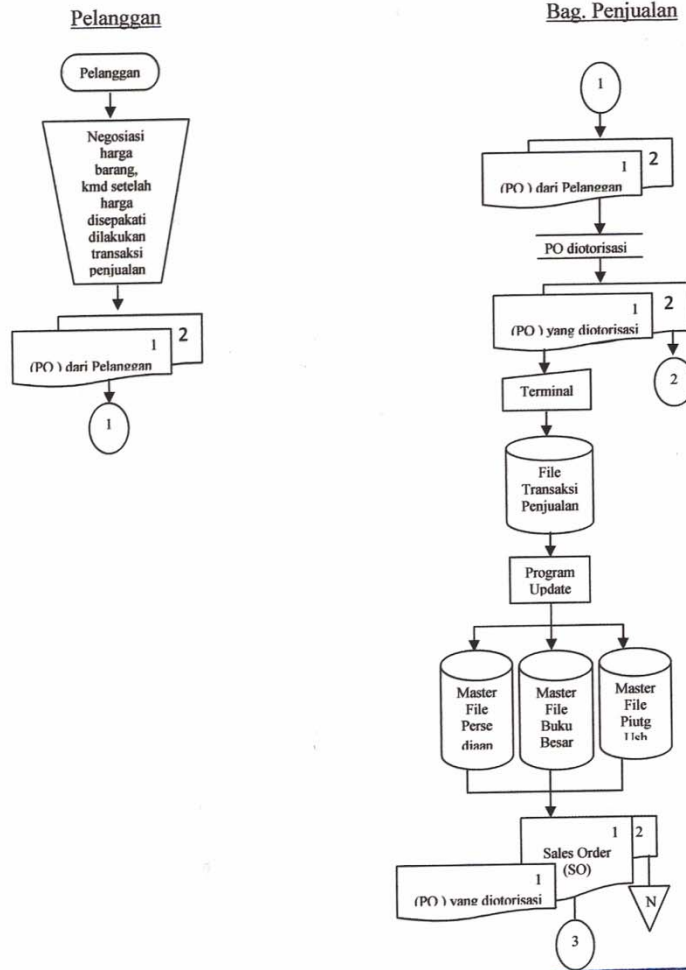 Pelanggan
Pelanggan
Negosiasi
harga
barang,
kmd setelah
harga
disepakati
dilakukan
transaksi
penjualan
1
2
(PO ) dari Pelanggan
1
Bag. Penjualan
1
1
2
(PO ) dari Pelanggan
PO diotorisasi
1
2
(PO ) yang diotorisasi
2
Terminal
File
Transaksi
Penjualan
Program
Update
Master
File
Perse
diaan
Master
File
Buku
Besar
Master
File
Piutg
Ush
1
2
Sales Order
(SO)
1
(PO ) yang diotorisasi
N
3